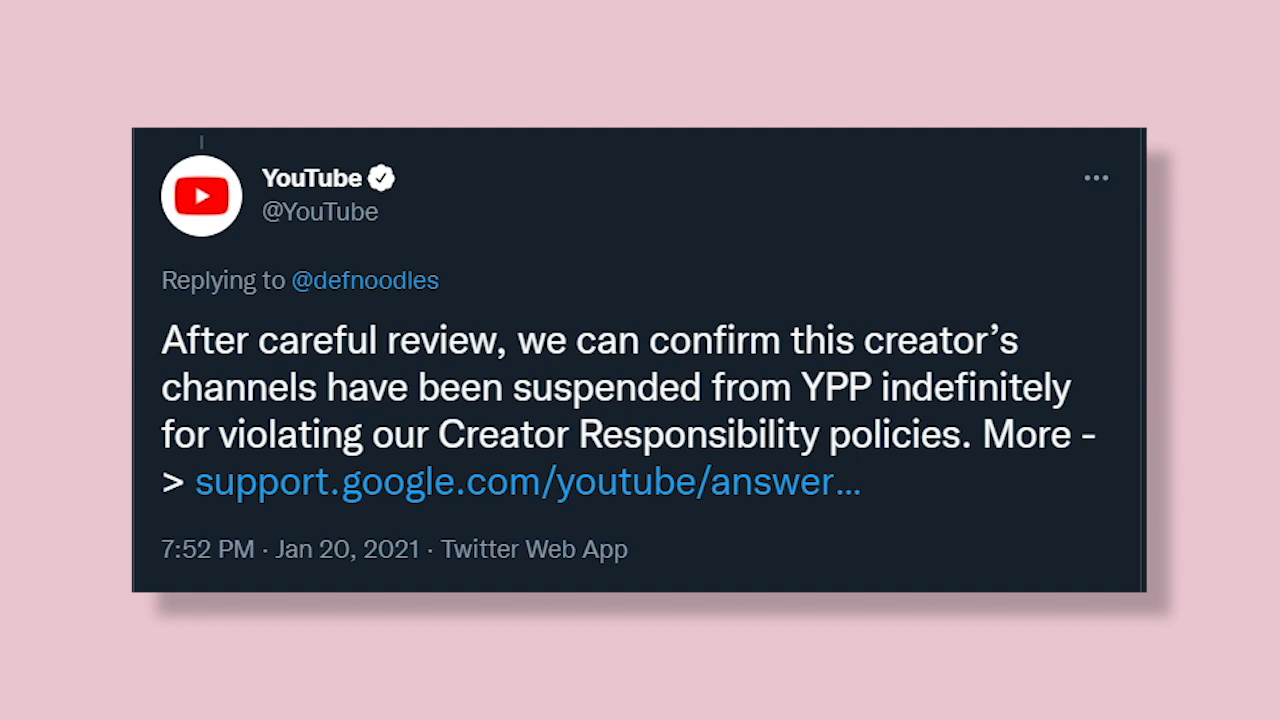 YouTube
@YouTube
Replying to @defnoodles
After careful review, we can confirm this creator’s
channels have been suspended from YPP indefinitely
for violating our Creator Responsibility policies. More -
> support.google.com/youtube/answer...
7:52 PM · Jan 20, 2021 · Twitter Web App